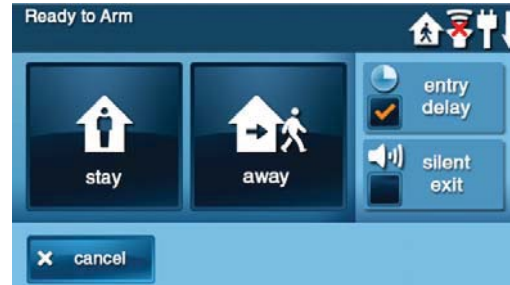 Ready to Arm
stay
away
entry
delay
silent
exit
cancel